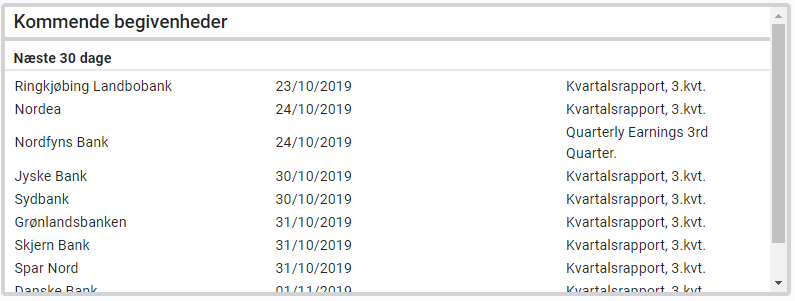 Kommende begivenheder
Næste 30 dage
Ringkjøbing Landbobank 23/10/2019 Kvartalsrapport, 3.kvt.
Nordea 24/10/2019 Kvartalsrapport, 3.kvt.
Nordfyns Bank 24/10/2019 Quarterly Earnings 3rd
Quarter.
Jyske Bank 30/10/2019 Kvartalsrapport, 3.kvt.
Sydbank 30/10/2019 Kvartalsrapport, 3.kvt.
Grønlandsbanken 31/10/2019 Kvartalsrapport, 3.kvt.
Skjern Bank 31/10/2019 Kvartalsrapport, 3.kvt.
Spar Nord 31/10/2019 Kvartalsrapport, 3.kvt.
Danske Bank 01/11/2019 Kvartalsrapport, 3.kvt.